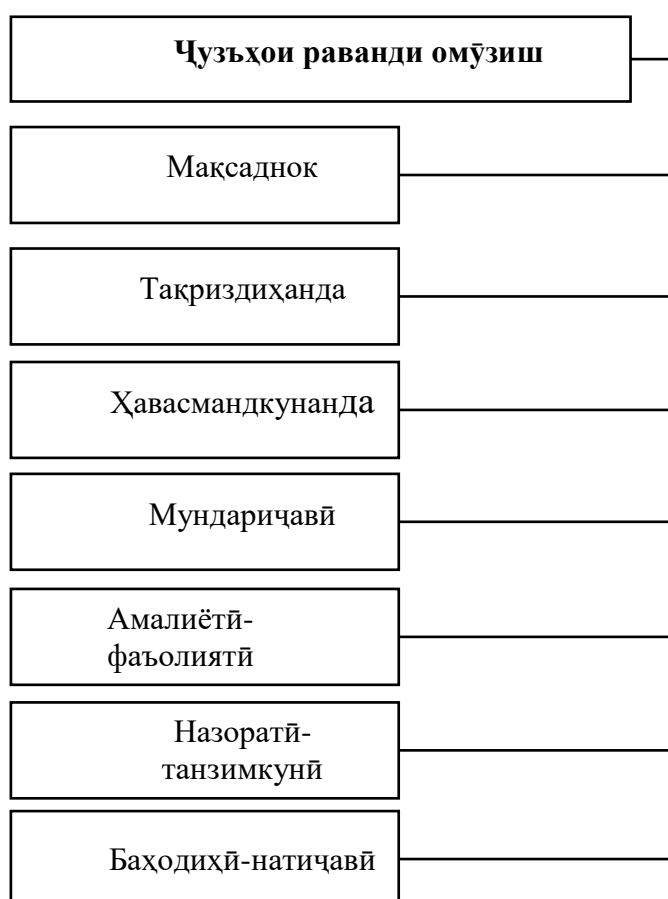 Ҷузъҳои раванди омӯзиш
Мақсаднок
Тақриздиҳанда
Ҳавасмандкунанда
Мундариҷавӣ
Амалиётӣ-
фаъолиятӣ
Назоратӣ-
танзимкунӣ
Баҳодиҳӣ-натиҷавӣ